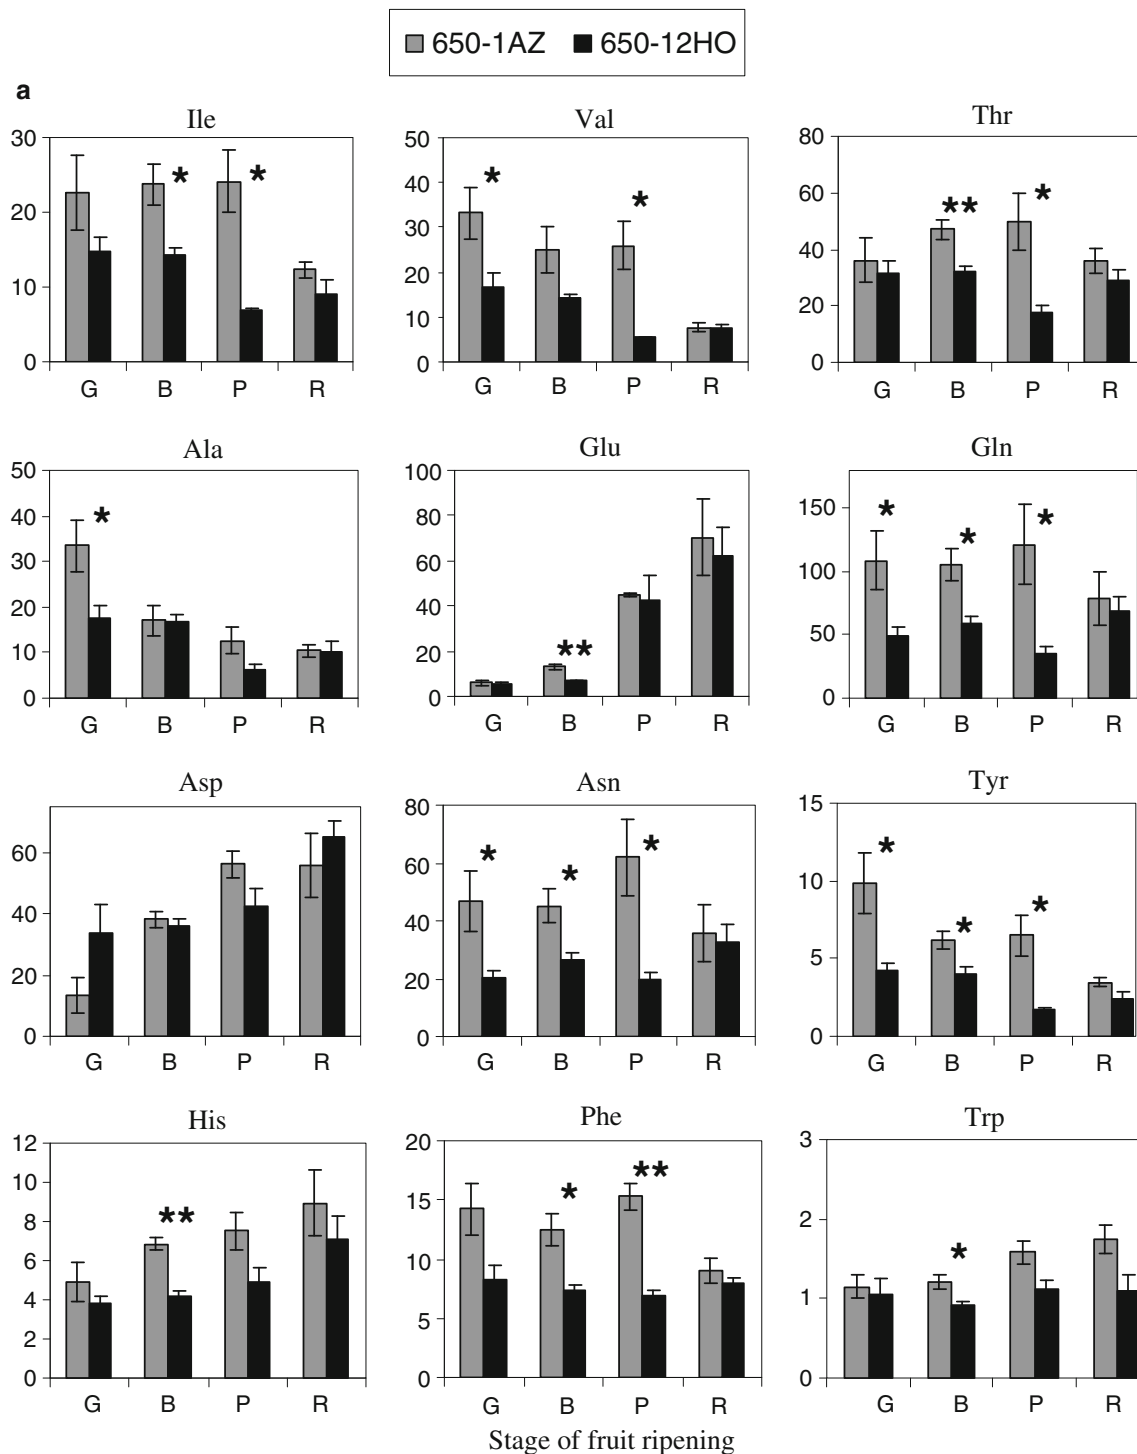 650-1AZ 650-12HO
a
Ile Val Thr
30 50 80
40
20 60
30
40
20
10
10 20
0 0 0
G B P R G B P R G B P R
* * * * ** *
Ala Glu Gln
50 100
40 80 150
30 60
100
20 40
50
10 20
0 0 0
G B P R G B P R G B P R
* ** * * *
Asp Asn Tyr
80 15
60
60
10
40
40
5
20 20
0 0 0
G B P R G B P R G B P R
* * * * * *
His Phe Trp
12 20 3
10
15
8 2
6 10
4 1
5
2
0 0 0
G B P R G B P R G B P R
** * ** *
Stage of fruit ripening